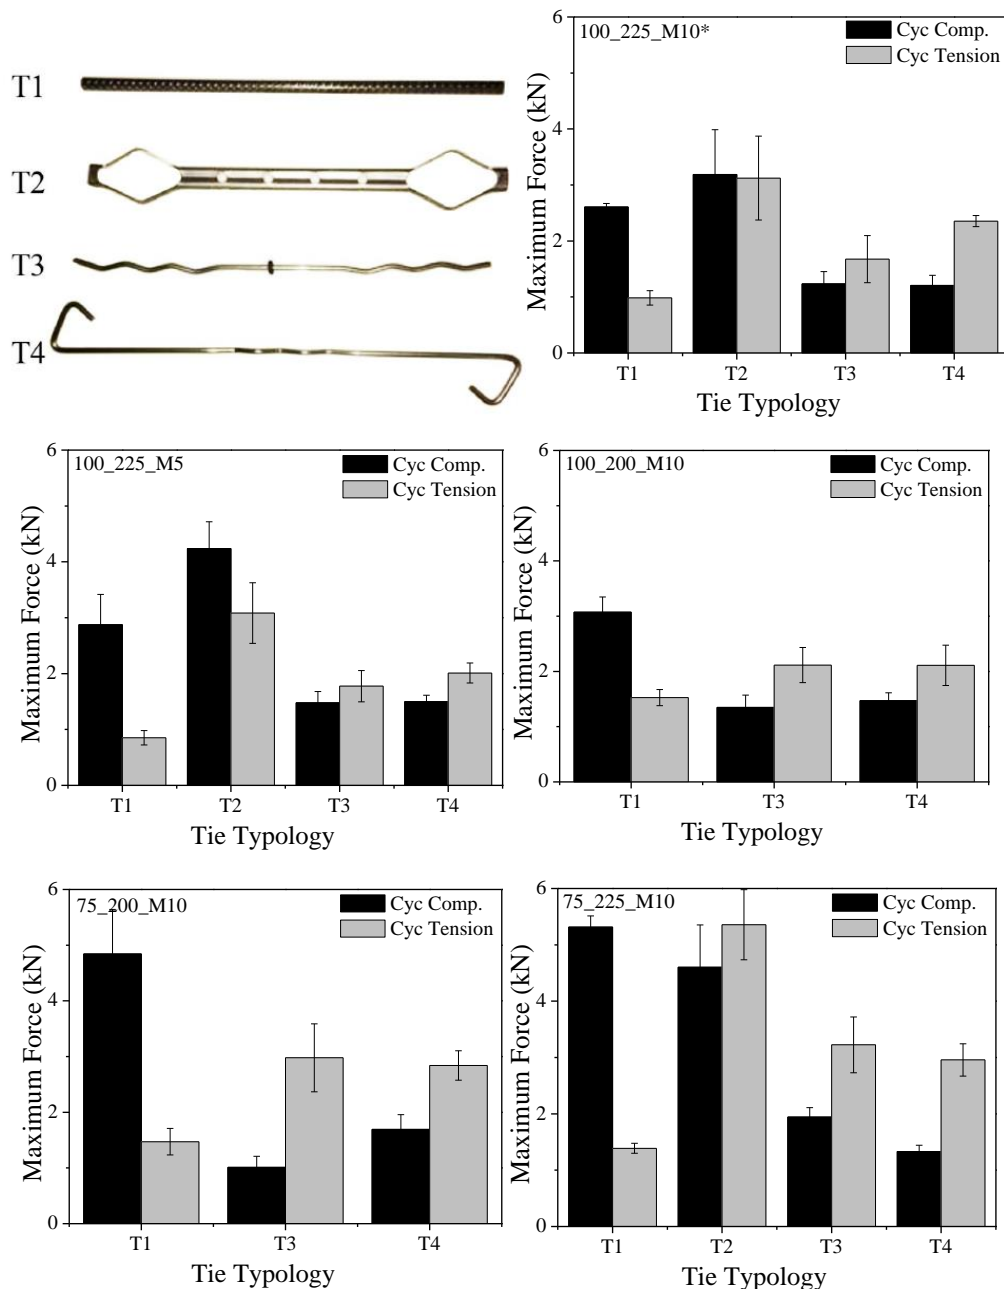 T1
T2
T3
T4
100_225_M10*
Cyc Comp.
Cyc Tension
Maximum Force (kN)
6
4
2
0
T1 T2 T3 T4
Tie Typology
100_225_M5
Cyc Comp.
Cyc Tension
Maximum Force (kN)
6
4
2
0
T1 T2 T3 T4
Tie Typology
100_200_M10
Cyc Comp.
Cyc Tension
Maximum Force (kN)
6
4
2
0
T1 T3 T4
Tie Typology
75_200_M10
Cyc Comp.
Cyc Tension
Maximum Force (kN)
6
4
2
0
T1 T3 T4
Tie Typology
75_225_M10
Cyc Comp.
Cyc Tension
Maximum Force (kN)
6
4
2
0
T1 T2 T3 T4
Tie Typology